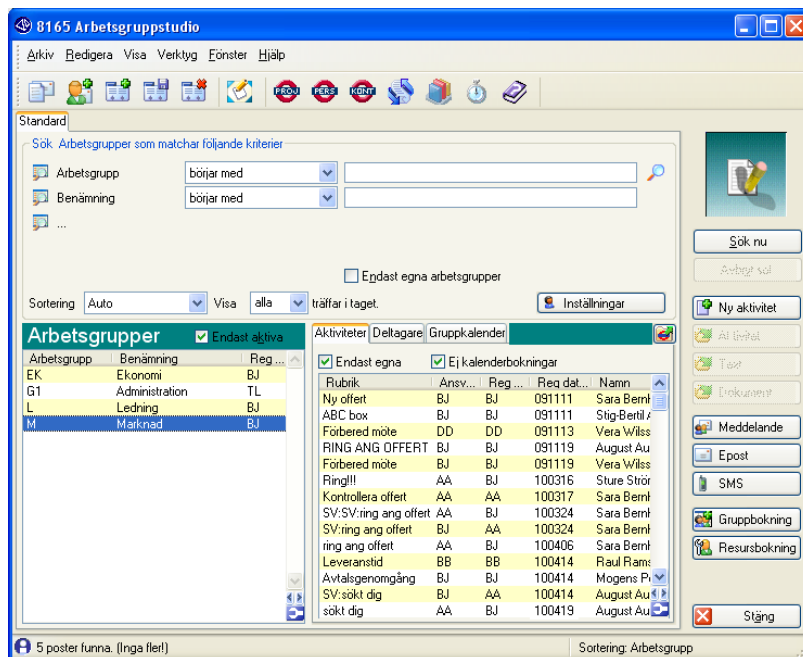 8165 Arbetsgruppstudio
Arkiv Redigera Visa Verktyg Fönster Hjälp
PROJ PERS KONT
Standard
Sök Arbetsgrupper som matchar följande kriterier
Arbetsgrupp börjar med
Benämning börjar med
...
Endast egna arbetsgrupper
Sortering Auto Visa alla träffar i taget. Inställningar
Sök nu
Avbryt sök
Ny aktivitet
Aktivitet
Text
Dokument
Meddelande
Epost
SMS
Gruppbokning
Resursbokning
Stäng
Arbetsgrupper Endast aktiva
Arbetsgrupp Benämning Reg ...
EK Ekonomi BJ
G1 Administration TL
L Ledning BJ
M Marknad BJ
Aktiviteter Deltagare Gruppkalender
Endast egna Ej kalenderbokningar
Rubrik Ansv... Reg ... Reg dat... Namn
Ny offert BJ BJ 091111 Sara Bernh
ABC box BJ BJ 091111 Stig-Bertil A
Förbered möte DD DD 091113 Vera Wilss
RING ANG OFFERT BJ BJ 091119 August Au
Förbered möte BJ BJ 091119 Vera Wilss
Ring!!! AA BJ 100316 Sture Strör
Kontrollera offert AA AA 100317 Sara Bernh
SV:SV:ring ang offert AA BJ 100324 Sara Bernh
SV:ring ang offert BJ AA 100324 Sara Bernh
ring ang offert AA BJ 100406 Sara Bernh
Leveranstid BB BB 100414 Raul Rams
Avtalsgenomgång BJ BJ 100414 Mogens P
SV:sökt dig BJ AA 100414 August Au
sökt dig AA BJ 100419 August Au
5 poster funna. (Inga fler!) Sortering: Arbetsgrupp